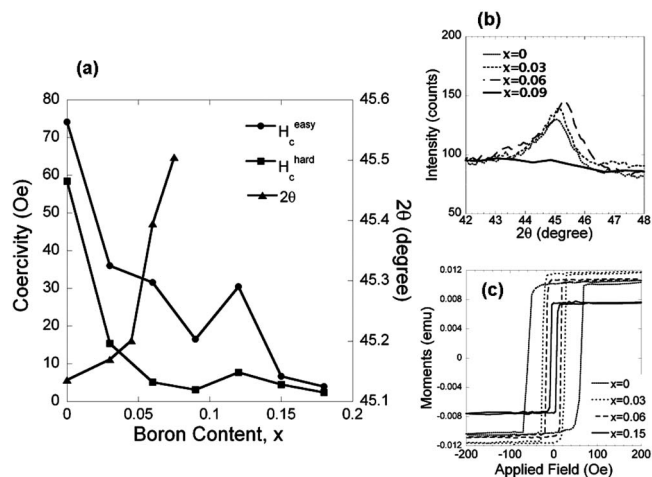 (a)
80
70
60
50
40
30
20
10
0
Coercivity (Oe)
0
0.05
0.1
0.15
0.2
Boron Content, x
45.6
45.5
45.4
45.3
45.2
45.1
2θ (degree)
H_c^easy
H_c^hard
2θ
(b)
x=0
x=0.03
x=0.06
x=0.09
200
150
100
50
Intensity (counts)
42 43 44 45 46 47 48
2θ (degree)
(c)
0.012
0.008
0.004
0
-0.004
-0.008
-0.012
Moments (emu)
x=0
x=0.03
x=0.06
x=0.15
-200 -100 0 100 200
Applied Field (Oe)